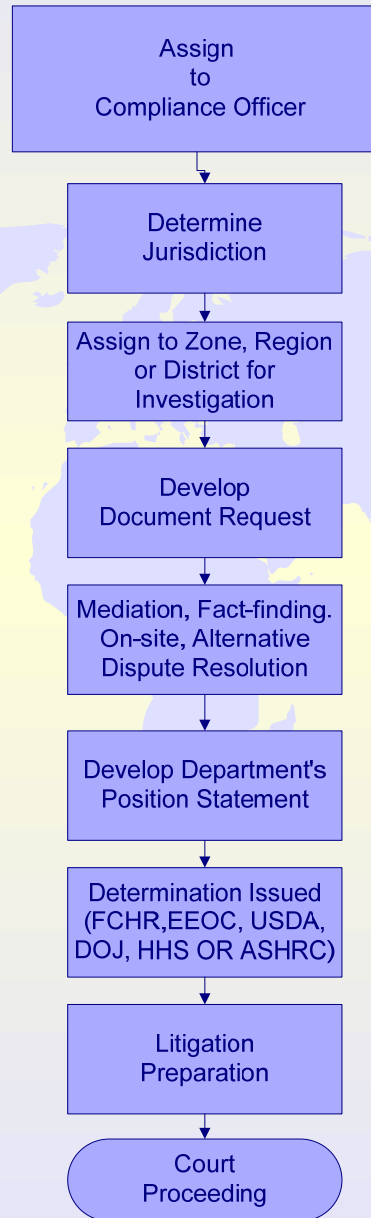 Assign
to
Compliance Officer
Determine
Jurisdiction
Assign to Zone, Region
or District for
Investigation
Develop
Document Request
Mediation, Fact-finding.
On-site, Alternative
Dispute Resolution
Develop Department's
Position Statement
Determination Issued
(FCHR,EEOC, USDA,
DOJ, HHS OR ASHRC)
Litigation
Preparation
Court
Proceeding